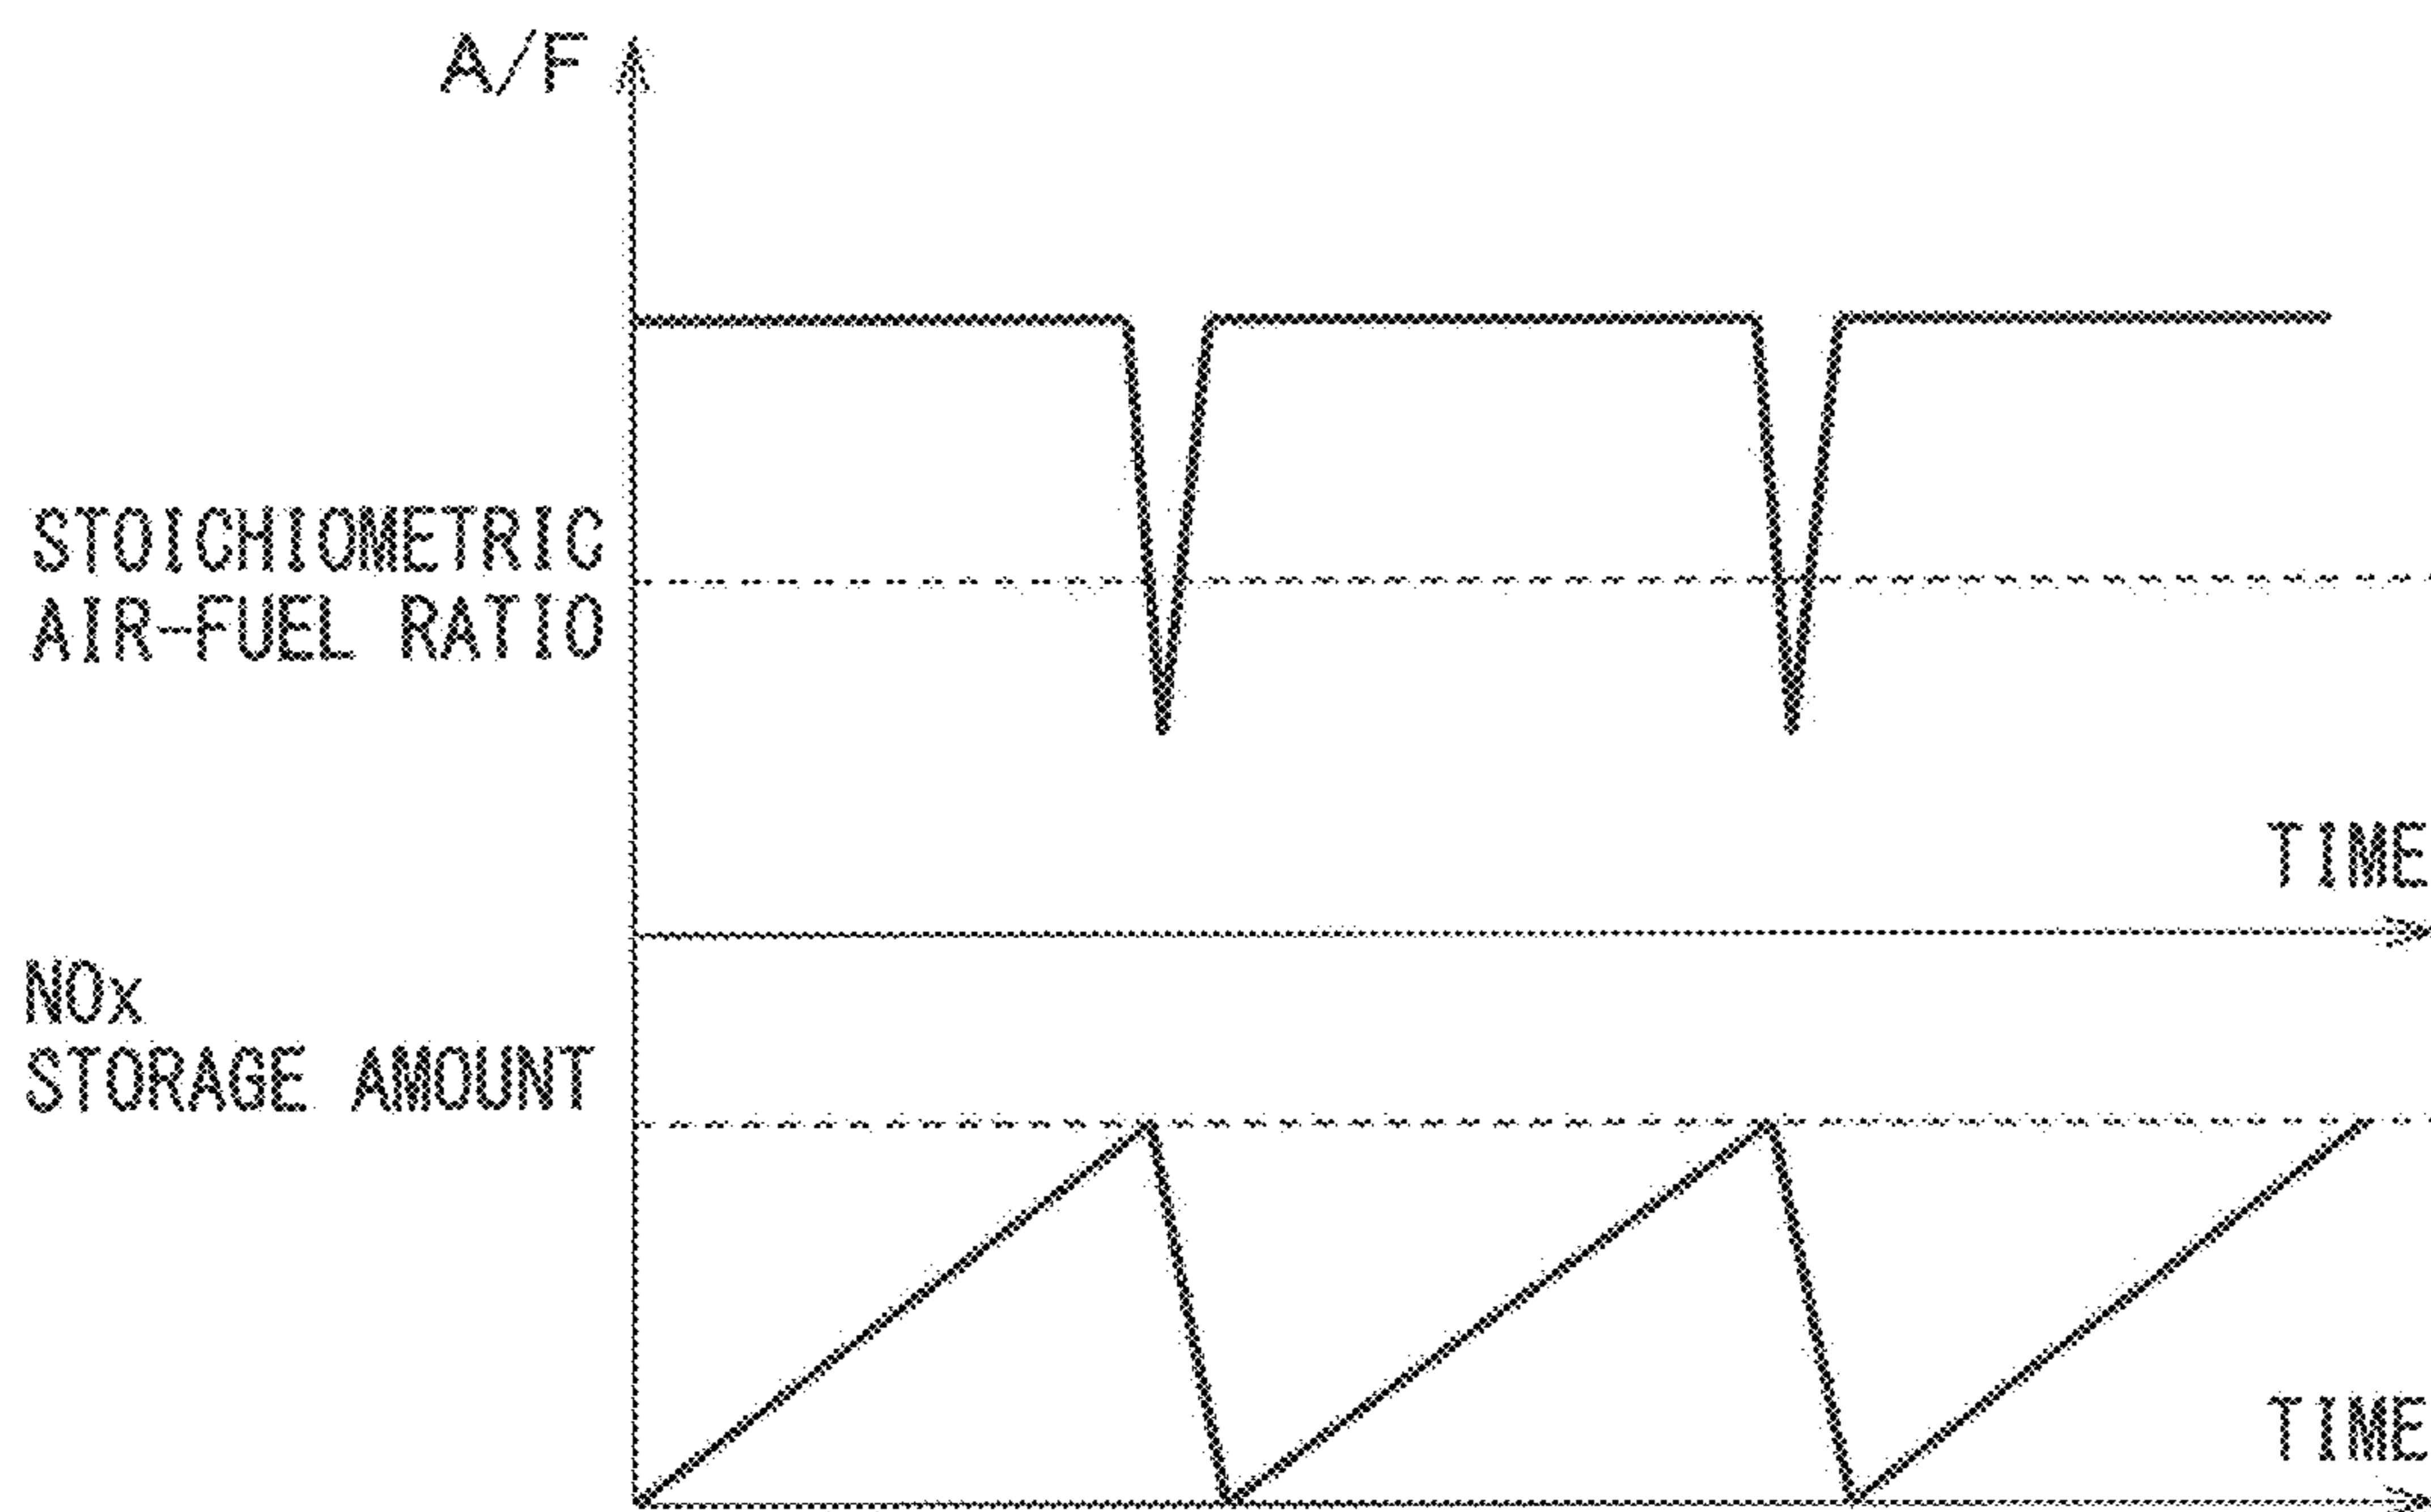 A/F
STOICHIOMETRIC
AIR-FUEL RATIO
TIME
NOx
STORAGE AMOUNT
TIME